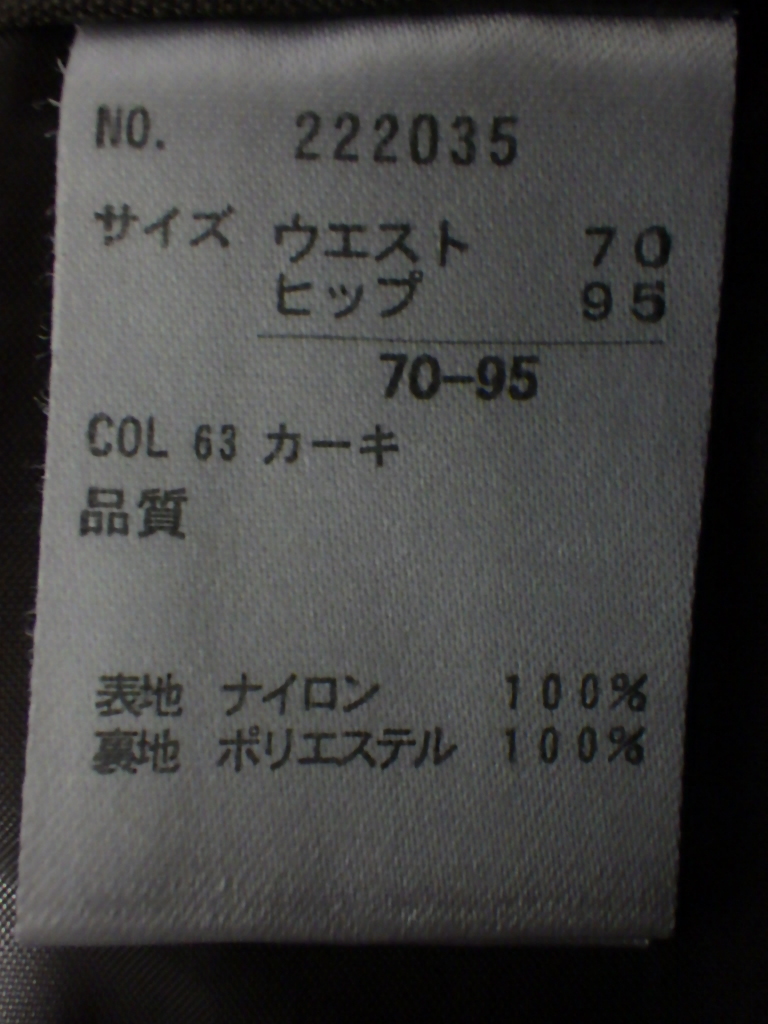 NO. 222035
サイズ ウエスト 70
ヒップ 95
70-95
COL 63 カーキ
品質
表地 ナイロン 100%
裏地 ポリエステル 100%